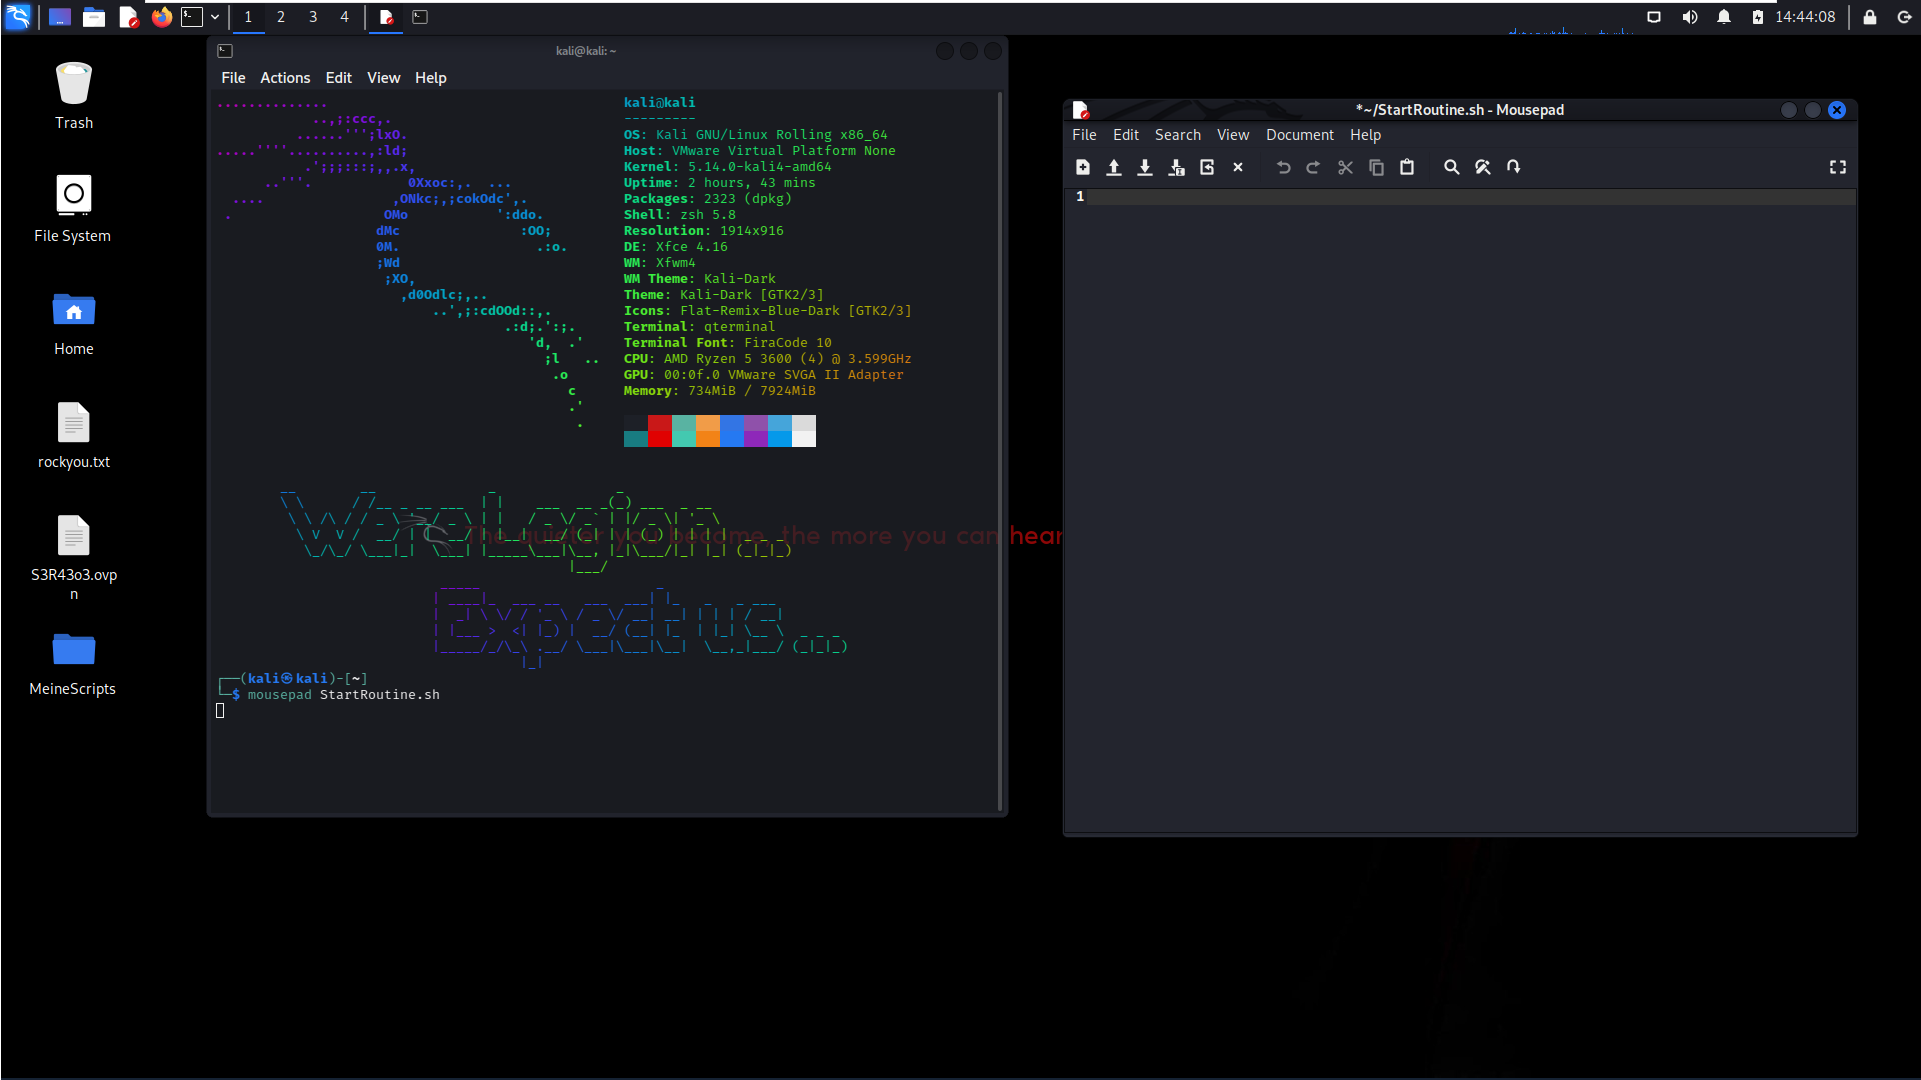 1 2 3 4
14:44:08
Trash
File System
Home
rockyou.txt
S3R43o3.ovp
n
MeineScripts
kali@kali: ~
File Actions Edit View Help
kali@kali
---------
OS: Kali GNU/Linux Rolling x86_64
Host: VMware Virtual Platform None
Kernel: 5.14.0-kali4-amd64
Uptime: 2 hours, 43 mins
Packages: 2323 (dpkg)
Shell: zsh 5.8
Resolution: 1914x916
DE: Xfce 4.16
WM: Xfwm4
WM Theme: Kali-Dark
Theme: Kali-Dark [GTK2/3]
Icons: Flat-Remix-Blue-Dark [GTK2/3]
Terminal: qterminal
Terminal Font: FiraCode 10
CPU: AMD Ryzen 5 3600 (4) @ 3.599GHz
GPU: 00:0f.0 VMware SVGA II Adapter
Memory: 734MiB / 7924MiB
WereLegion...
The quieter you become, the more you can hear
Expect us...
┌──(kali㉿kali)-[~]
└─$ mousepad StartRoutine.sh
*~/StartRoutine.sh - Mousepad
File Edit Search View Document Help
1